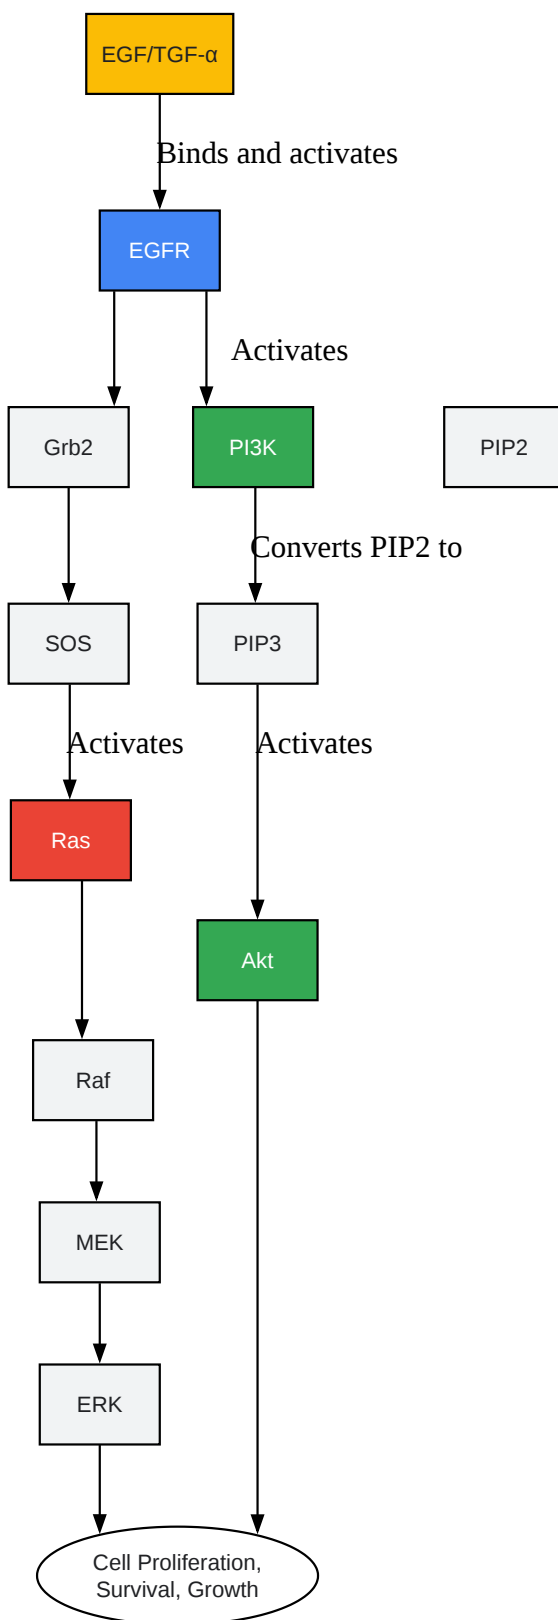 EGF/TGF-α
Binds and activates
EGFR
Activates
Grb2
PI3K
PIP2
Converts PIP2 to
SOS
PIP3
Activates
Activates
Ras
Akt
Raf
MEK
ERK
Cell Proliferation,
Survival, Growth